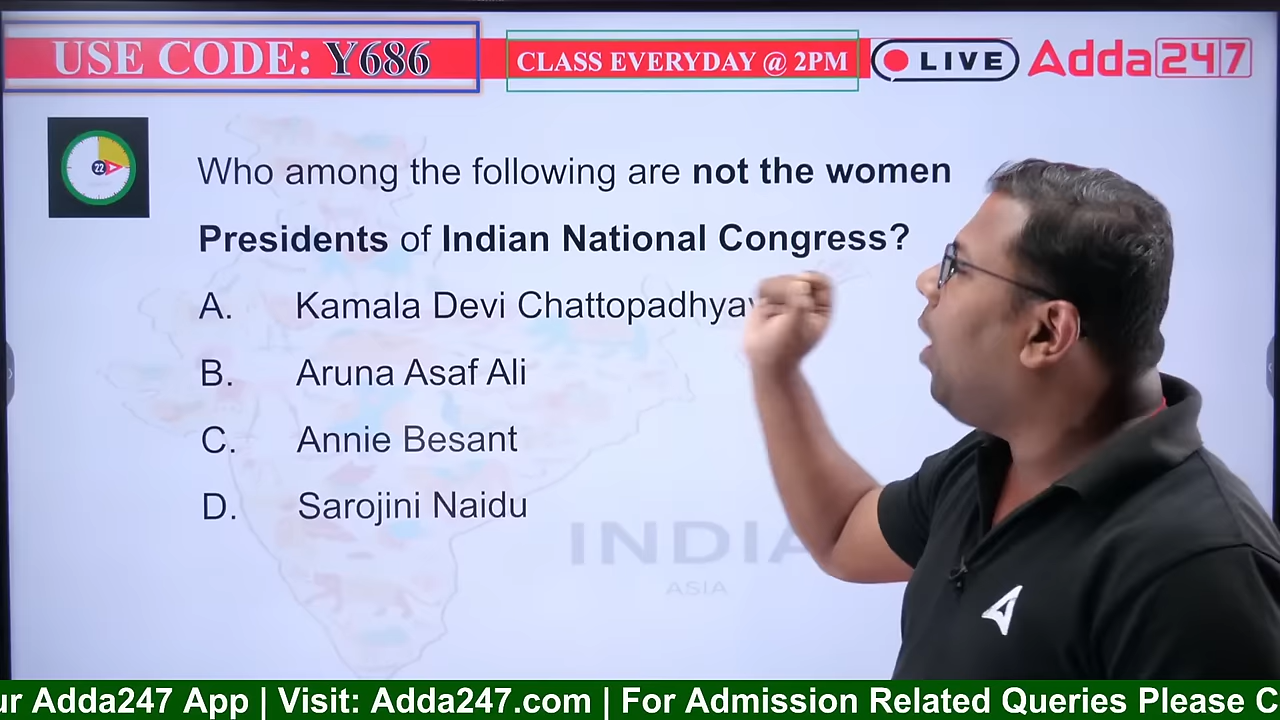 USE CODE: Y686
CLASS EVERYDAY @ 2PM
LIVE
Adda247
22
Who among the following are not the women
Presidents of Indian National Congress?
A. Kamala Devi
B. Aruna Asaf Ali
C. Annie Besant
D. Sarojini Naidu
INDIA
ASIA
Adda247 App | Visit: Adda247.com | For Admission Related Queries Please